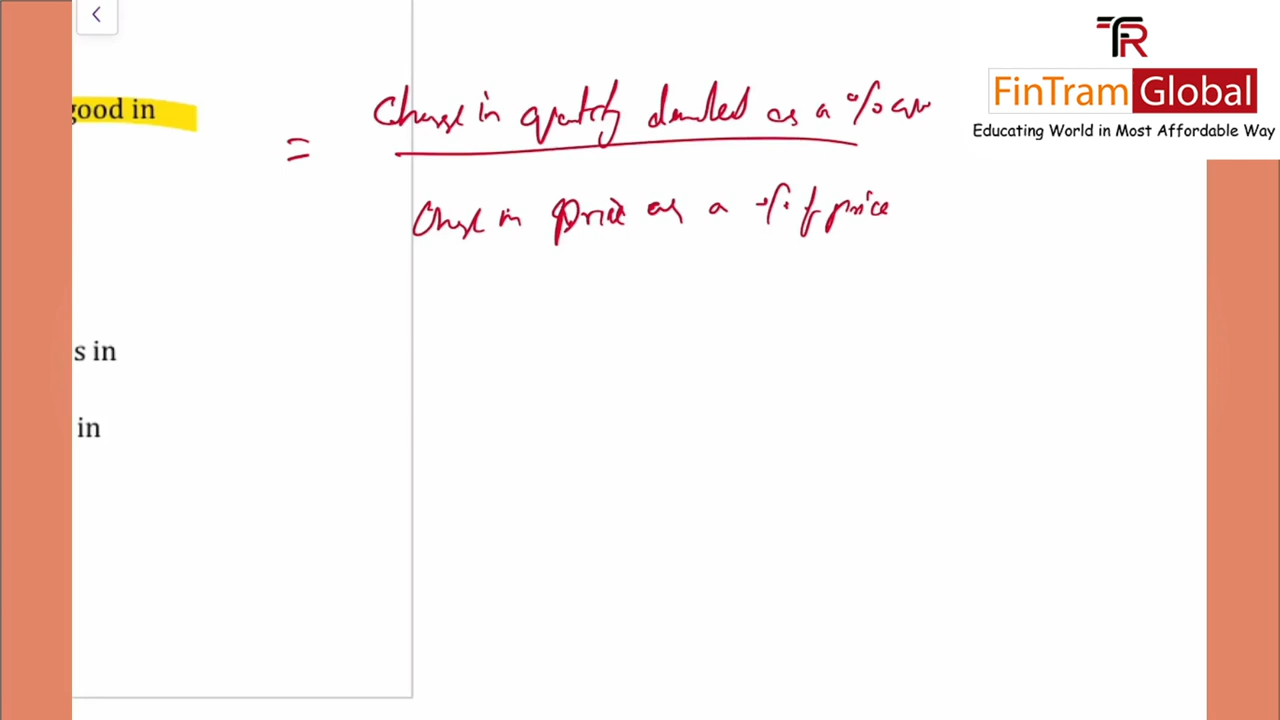 good in
Change in quantity demanded as a %
=
Change in price as a % of price
s in
in
TR
FinTram Global
Educating World in Most Affordable Way